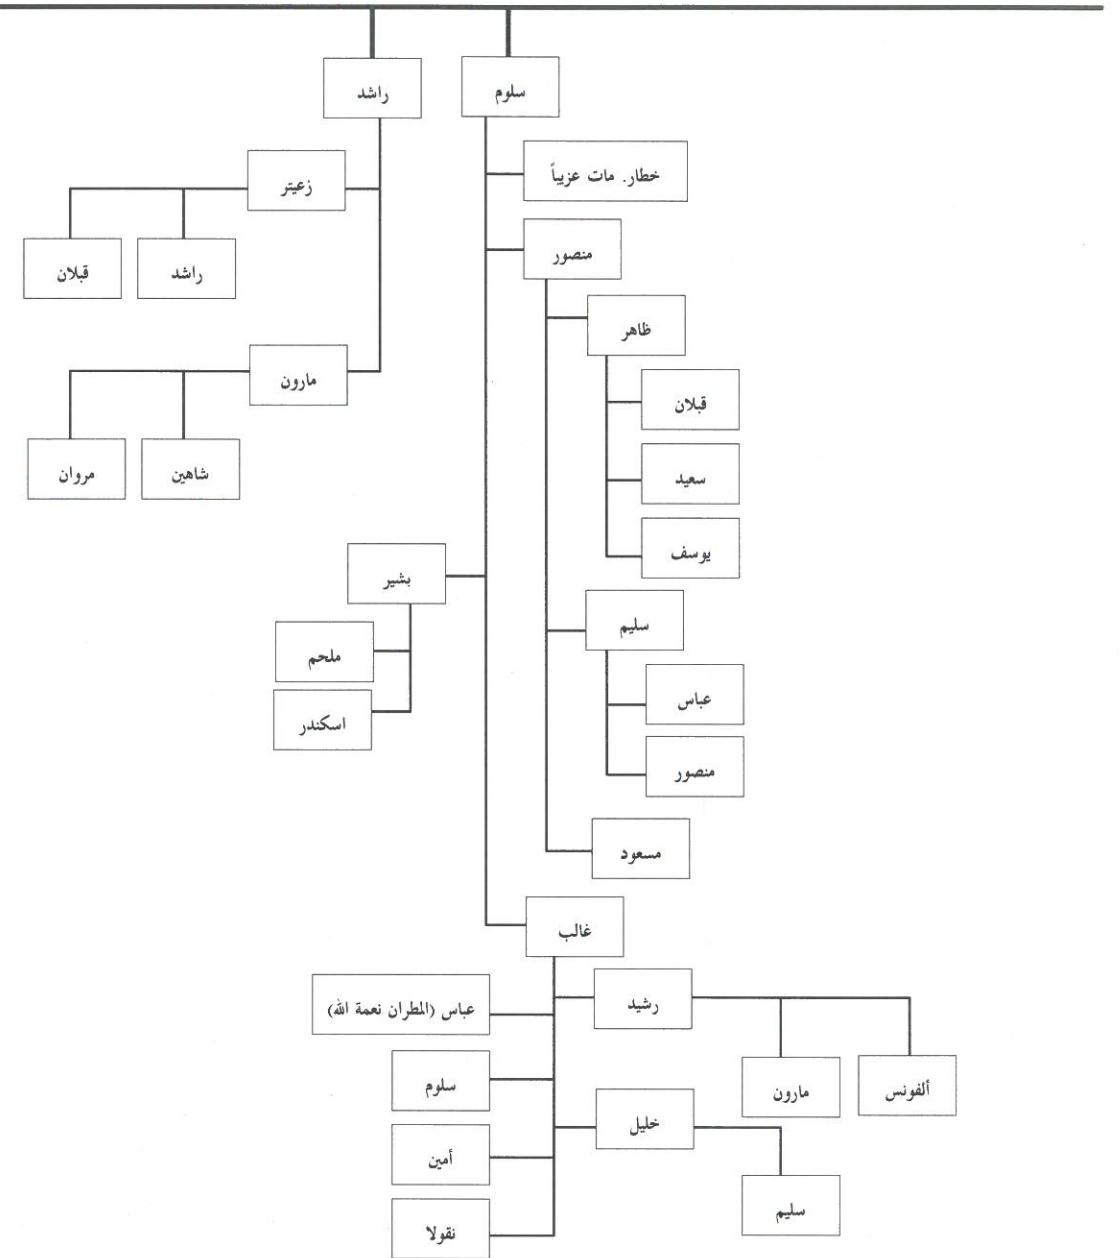 سلوم
راشد
خطار. مات عزيباً
منصور
ظاهر
قبلان
سعيد
يوسف
سليم
عباس
منصور
مسعود
بشير
ملحم
اسكندر
غالب
رشيد
ألفونس
مارون
خليل
سليم
عباس (المطران نعمة الله)
سلوم
أمين
نقولا
زعيتر
راشد
قبلان
مارون
شاهين
مروان